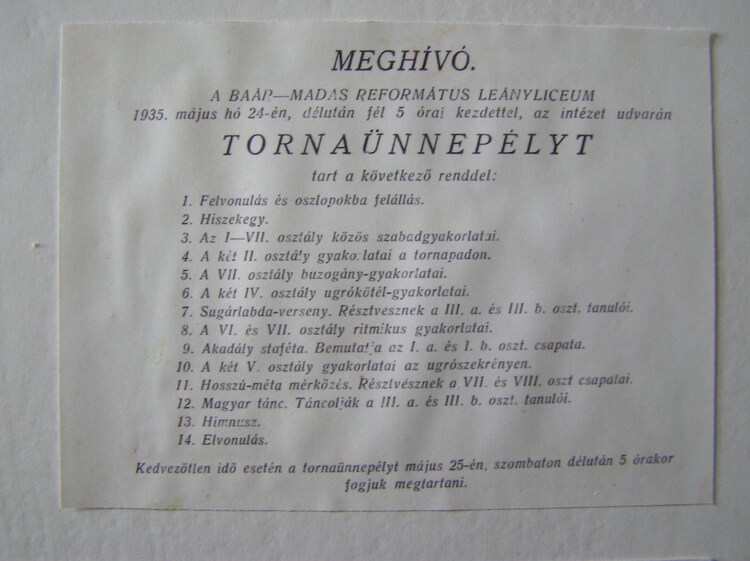 MEGHÍVÓ.
A BAÁR—MADAS REFORMÁTUS LEÁNYLICEUM
1935. május hó 24-én, délután fél 5 órai kezdettel, az intézet udvarán
TORNAÜNNEPÉLYT
tart a következő renddel:
1. Felvonulás és oszlopokba felállás.
2. Hiszekegy.
3. Az I—VII. osztály közös szabadgyakorlatai.
4. A két II. osztály gyakorlatai a tornapadon.
5. A VII. osztály buzogány-gyakorlatai.
6. A két IV. osztály ugrókötél-gyakorlatai.
7. Sugárlabda-verseny. Résztvesznek a III. a. és III. b. oszt. tanulói.
8. A VI. és VII. osztály ritmikus gyakorlatai.
9. Akadály staféta. Bemutatja az I. a. és I. b. oszt. csapata.
10. A két V. osztály gyakorlatai az ugrószekrényen.
11. Hosszú-méta mérkőzés. Résztvésznek a VII. és VIII. oszt csapatai.
12. Magyar tánc. Táncolják a III. a. és III. b. oszt. tanulói.
13. Himnusz.
14. Elvonulás.
Kedvezőtlen idő esetén a tornaünnepélyt május 25-én, szombaton délután 5 órakor
fogjuk megtartani.